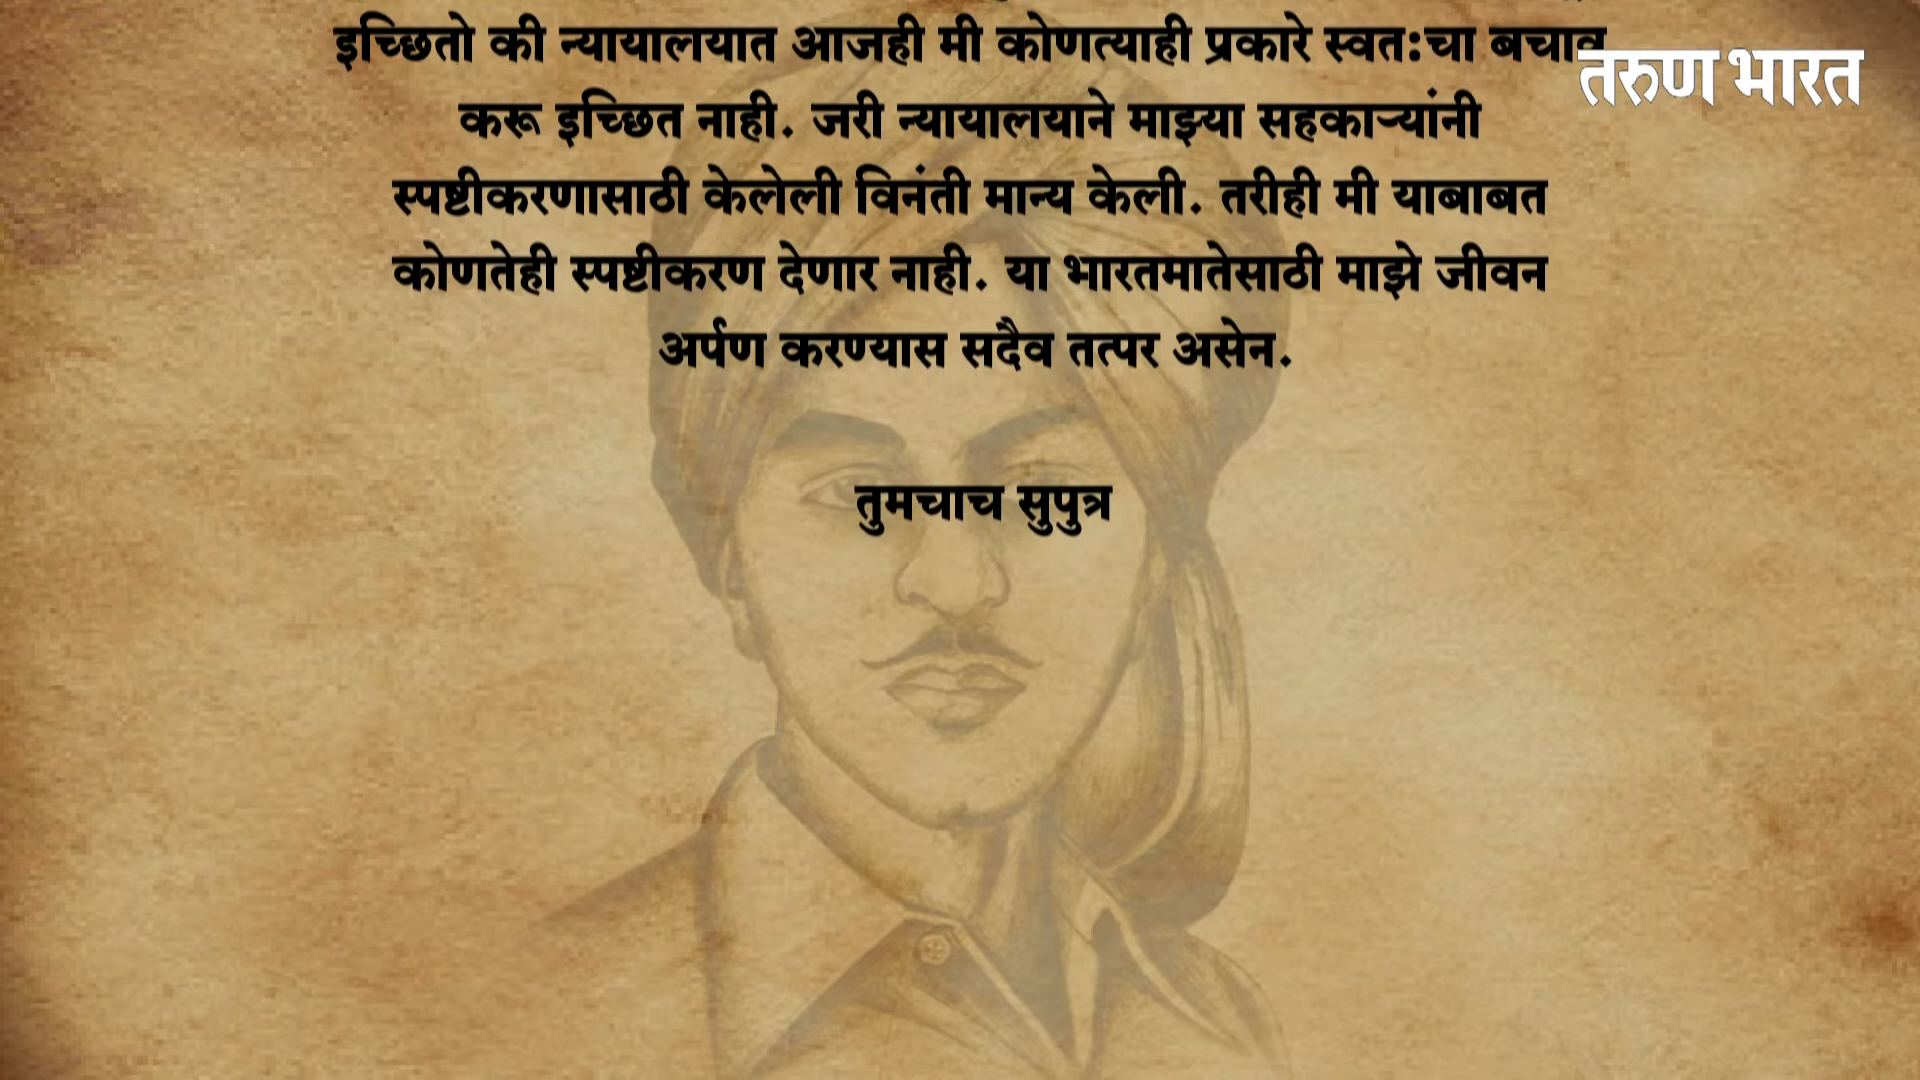 इच्छितो की न्यायालयात आजही मी कोणत्याही प्रकारे स्वतःचा बचाव
तरुण भारत
करू इच्छित नाही. जरी न्यायालयाने माझ्या सहकाऱ्यांनी
स्पष्टीकरणासाठी केलेली विनंती मान्य केली. तरीही मी याबाबत
कोणतेही स्पष्टीकरण देणार नाही. या भारतमातेसाठी माझे जीवन
अर्पण करण्यास सदैव तत्पर असेन.
तुमचाच सुपुत्र